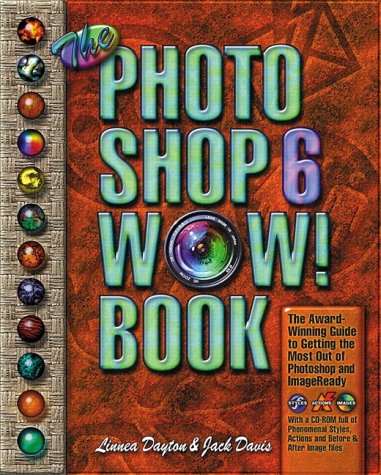 The
PHOTO
SHOP 6
WOW!
BOOK
The Award-
Winning Guide
to Getting the
Most Out of
Photoshop and
ImageReady
STYLES ACTIONS IMAGES
With a CD-ROM full of
Phenomenal Styles,
Actions and Before &
After Image files
Linnea Dayton & Jack Davis